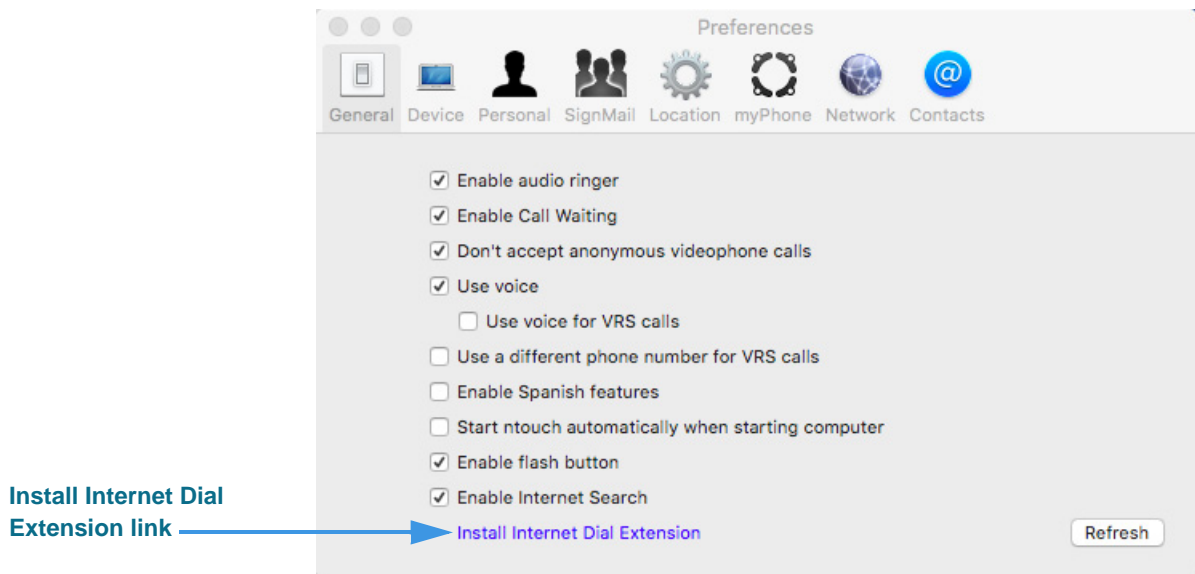 Preferences
General Device Personal SignMail Location myPhone Network Contacts
Enable audio ringer
Enable Call Waiting
Don't accept anonymous videophone calls
Use voice
Use voice for VRS calls
Use a different phone number for VRS calls
Enable Spanish features
Start ntouch automatically when starting computer
Enable flash button
Enable Internet Search
Install Internet Dial
Extension link
Install Internet Dial Extension
Refresh